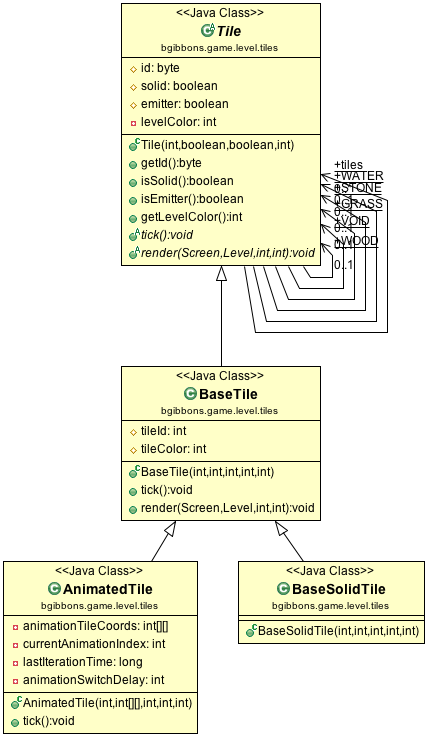 <<Java Class>>
Tile
bgibbons.game.level.tiles
id: byte
solid: boolean
emitter: boolean
levelColor: int
Tile(int,boolean,boolean,int)
getId():byte
isSolid():boolean
isEmitter():boolean
getLevelColor():int
tick():void
render(Screen,Level,int,int):void
+tiles
+WATER
+STONE
+GRASS
0..1
+VOID
0..1
+WOOD
0..1
0..1
<<Java Class>>
BaseTile
bgibbons.game.level.tiles
tileId: int
tileColor: int
BaseTile(int,int,int,int,int)
tick():void
render(Screen,Level,int,int):void
<<Java Class>>
AnimatedTile
bgibbons.game.level.tiles
animationTileCoords: int[][]
currentAnimationIndex: int
lastIterationTime: long
animationSwitchDelay: int
AnimatedTile(int,int[][],int,int,int)
tick():void
<<Java Class>>
BaseSolidTile
bgibbons.game.level.tiles
BaseSolidTile(int,int,int,int,int)